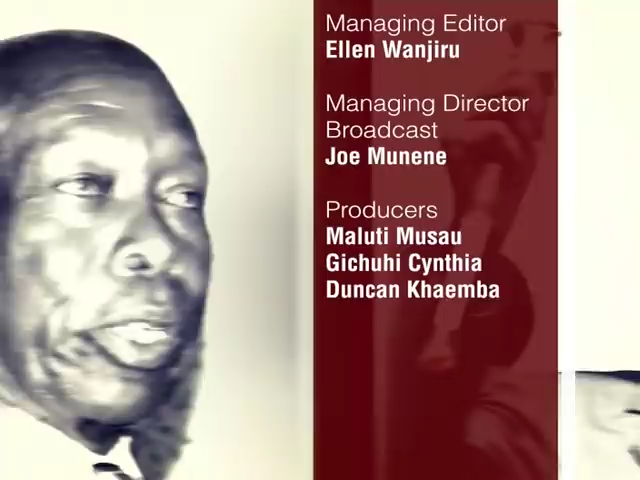 Managing Editor
Ellen Wanjiru
Managing Director
Broadcast
Joe Munene
Producers
Maluti Musau
Gichuhi Cynthia
Duncan Khaemba